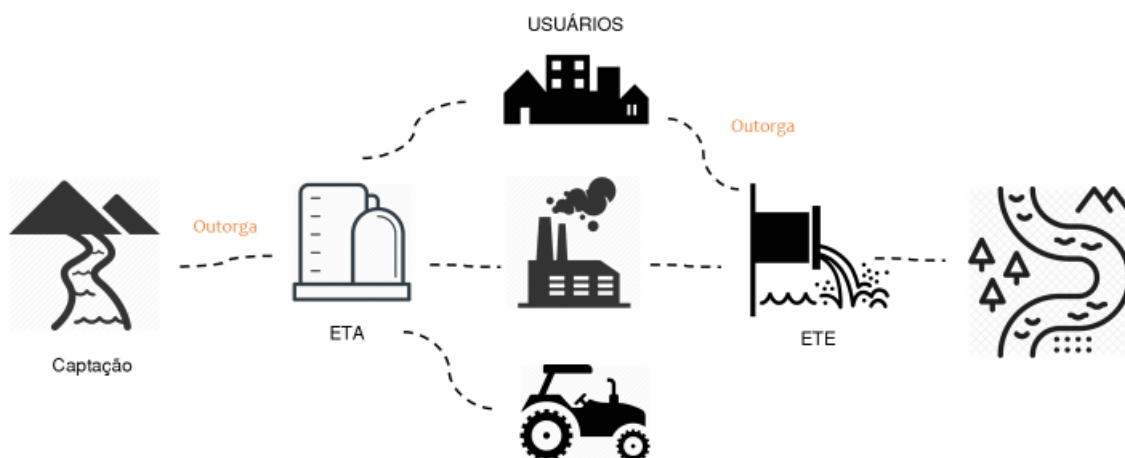 USUÁRIOS
Outorga
Outorga
ETA
ETE
Captação